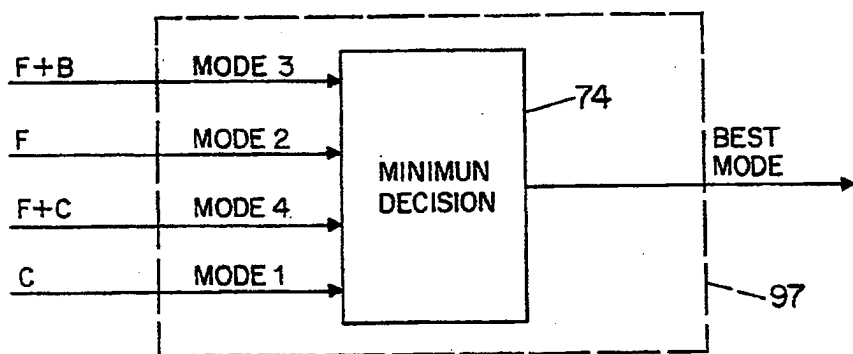 F+B MODE 3
74
F MODE 2
BEST
MODE
MINIMUN
DECISION
F+C MODE 4
C MODE 1
97